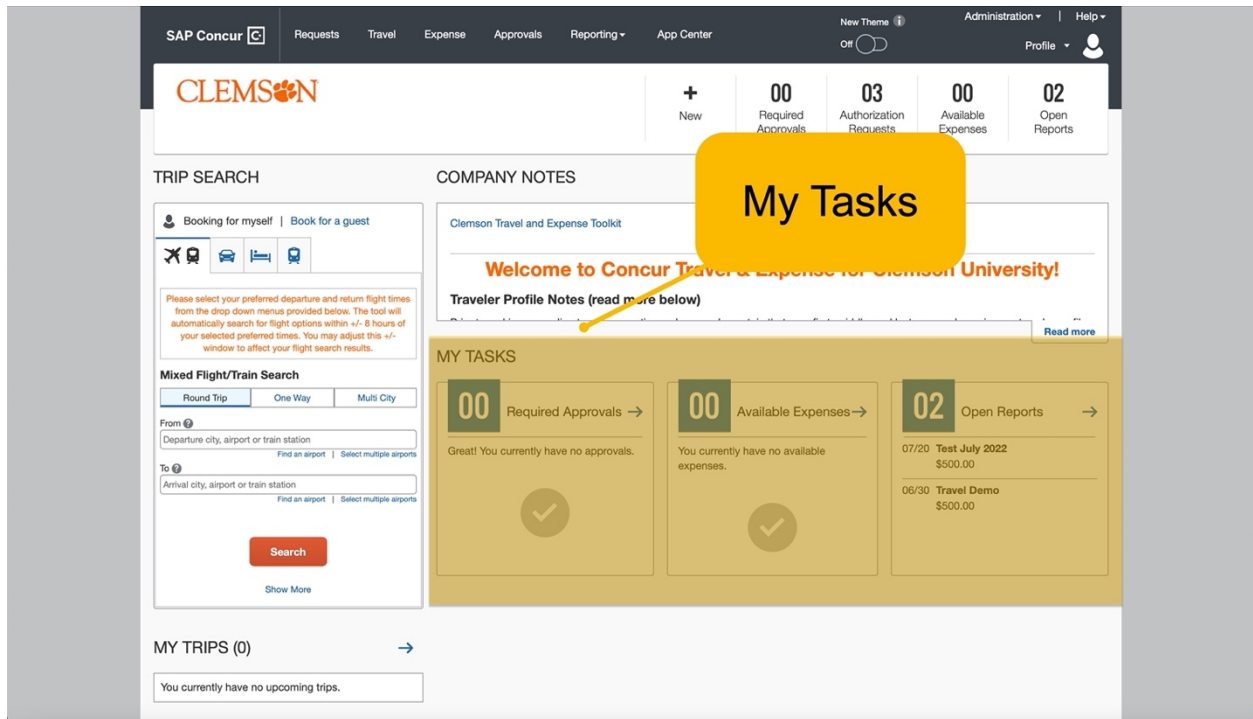 SAP Concur C
Requests Travel Expense Approvals Reporting App Center
New Theme
Off
Administration | Help
Profile
CLEMSON
New
00 Required Approvals
03 Authorization Requests
00 Available Expenses
02 Open Reports
My Tasks
TRIP SEARCH
Booking for myself | Book for a guest
Please select your preferred departure and return flight times
from the drop down menus provided below. The tool will
automatically search for flight options within +/- 8 hours of
your selected preferred times. You may adjust this +/-
window to affect your flight search results.
Mixed Flight/Train Search
Round Trip One Way Multi City
From
Departure city, airport or train station
Find an airport | Select multiple airports
To
Arrival city, airport or train station
Find an airport | Select multiple airports
Search
Show More
MY TRIPS (0)
You currently have no upcoming trips.
COMPANY NOTES
Clemson Travel and Expense Toolkit
Welcome to Concur Travel & Expense for Clemson University!
Traveler Profile Notes (read more below)
Read more
MY TASKS
00 Required Approvals
Great! You currently have no approvals.
00 Available Expenses
You currently have no available
expenses.
02 Open Reports
07/20 Test July 2022
$500.00
06/30 Travel Demo
$500.00